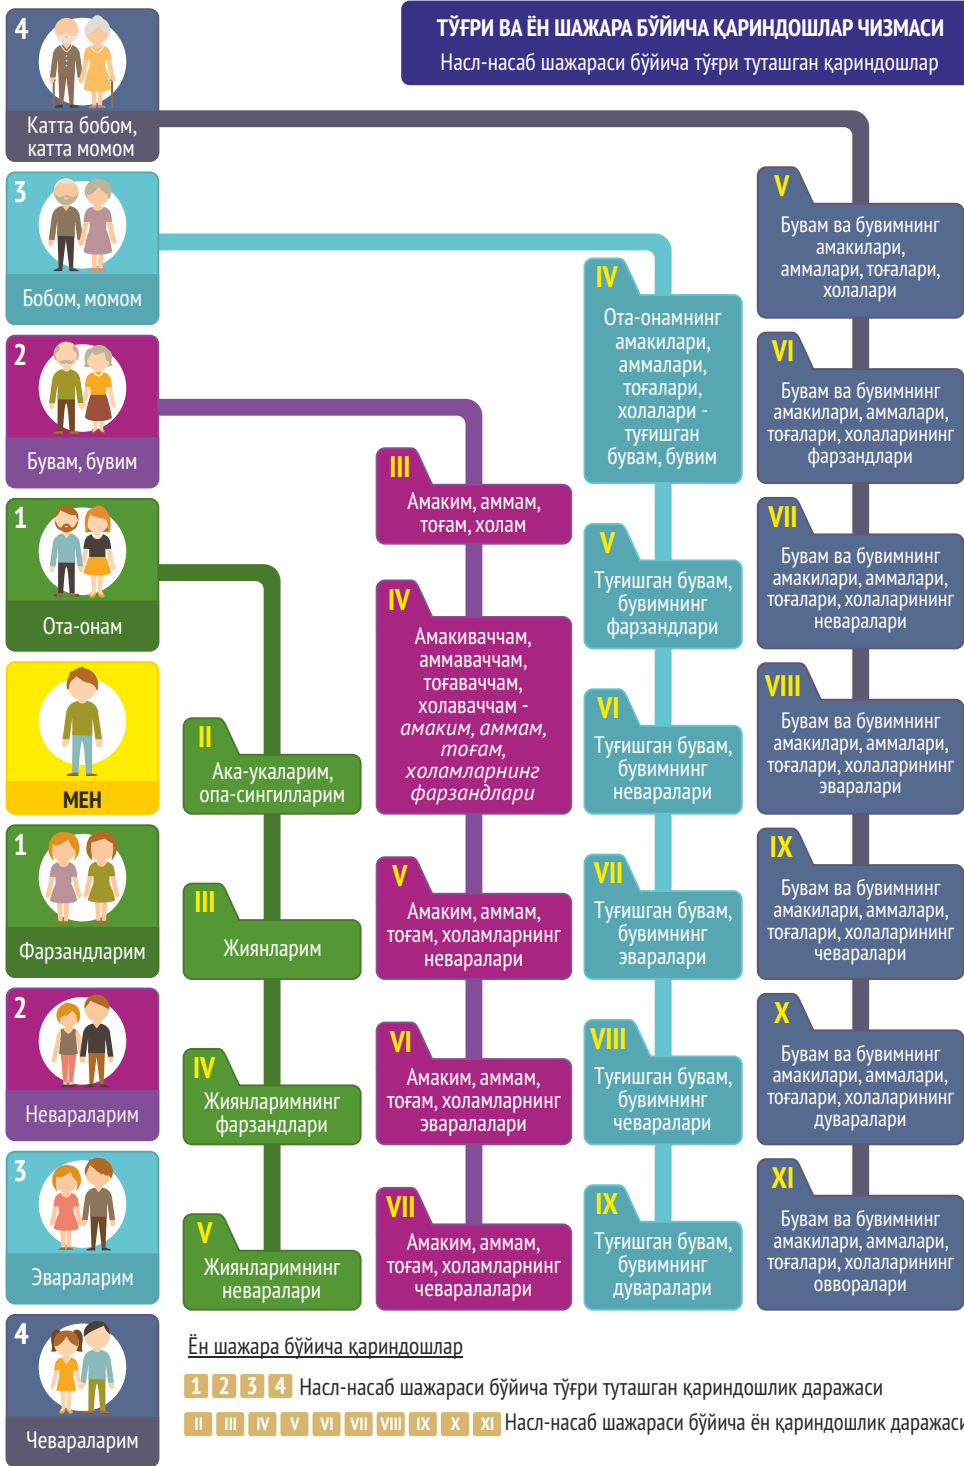 ТЎҒРИ ВА ЁН ШАЖАРА БЎЙИЧА ҚАРИНДОШЛАР ЧИЗМАСИ
Насл-насаб шажараси бўйича тўғри туташган қариндошлар
4
Катта бобом,
катта момом
3
Бобом, момом
2
Бувам, бувим
1
Ота-онам
МЕН
1
Фарзандларим
2
Невараларим
3
Эвараларим
4
Чевараларим
II
Ака-укаларим,
опа-сингилларим
III
Жиянларим
IV
Жиянларимнинг
фарзандлари
V
Жиянларимнинг
неваралари
III
Амаким, аммам,
тоғам, холам
IV
Амакиваччам,
аммаваччам,
тоғаваччам,
холаваччам -
амаким, аммам,
тоғам,
холамларнинг
фарзандлари
V
Амаким, аммам,
тоғам, холамларнинг
неваралари
VI
Амаким, аммам,
тоғам, холамларнинг
эваралалари
VII
Амаким, аммам,
тоғам, холамларнинг
чеваралалари
IV
Ота-онамнинг
амакилари,
аммалари,
тоғалари,
холалари -
туғишган
бувам, бувим
V
Туғишган бувам,
бувимнинг
фарзандлари
VI
Туғишган бувам,
бувимнинг
неваралари
VII
Туғишган бувам,
бувимнинг
эваралари
VIII
Туғишган бувам,
бувимнинг
чеваралари
IX
Туғишган бувам,
бувимнинг
дуваралари
V
Бувам ва бувимнинг
амакилари,
аммалари, тоғалари,
холалари
VI
Бувам ва бувимнинг
амакилари, аммалари,
тоғалари, холаларининг
фарзандлари
VII
Бувам ва бувимнинг
амакилари, аммалари,
тоғалари, холаларининг
неваралари
VIII
Бувам ва бувимнинг
амакилари, аммалари,
тоғалари, холаларининг
эваралари
IX
Бувам ва бувимнинг
амакилари, аммалари,
тоғалари, холаларининг
чеваралари
X
Бувам ва бувимнинг
амакилари, аммалари,
тоғалари, холаларининг
дуваралари
XI
Бувам ва бувимнинг
амакилари, аммалари,
тоғалари, холаларининг
овворалари
Ён шажара бўйича қариндошлар
1 2 3 4 Насл-насаб шажараси бўйича тўғри туташган қариндошлик даражаси
II III IV V VI VII VIII IX X XI Насл-насаб шажараси бўйича ён қариндошлик даражаси